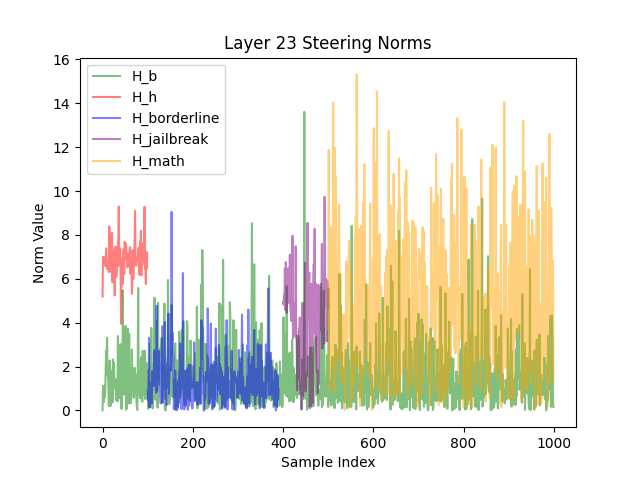 Layer 23 Steering Norms
H_b
H_h
H_borderline
H_jailbreak
H_math
Norm Value
16
14
12
10
8
6
4
2
0
0 200 400 600 800 1000
Sample Index